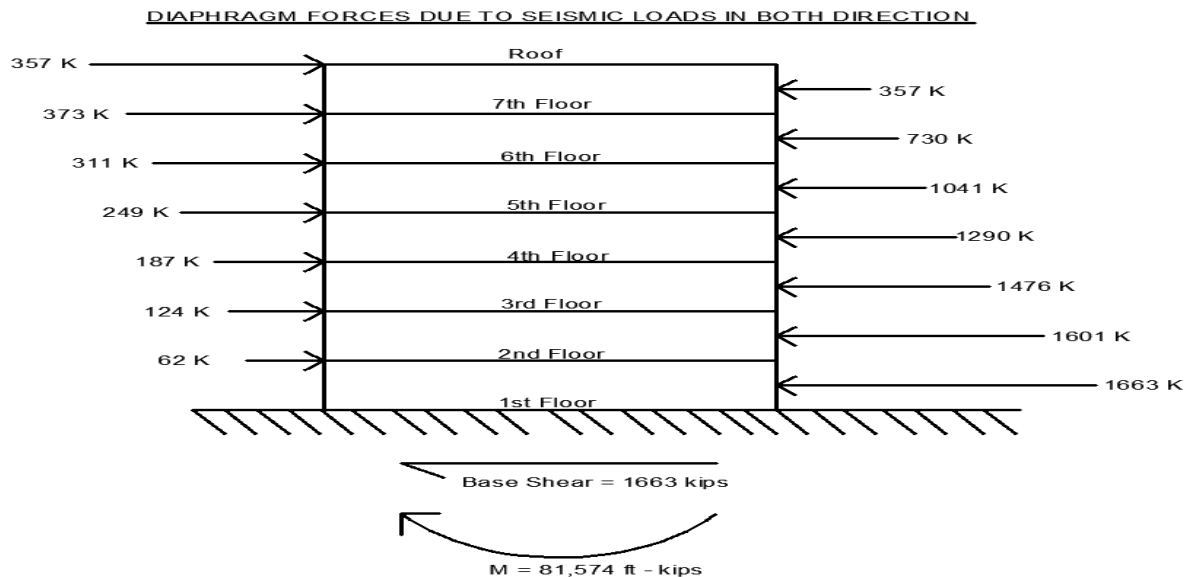 DIAPHRAGM FORCES DUE TO SEISMIC LOADS IN BOTH DIRECTION
Roof
357 K
357 K
7th Floor
373 K
730 K
6th Floor
311 K
1041 K
5th Floor
249 K
1290 K
4th Floor
187 K
1476 K
3rd Floor
124 K
1601 K
2nd Floor
62 K
1663 K
1st Floor
Base Shear = 1663 kips
M = 81,574 ft - kips